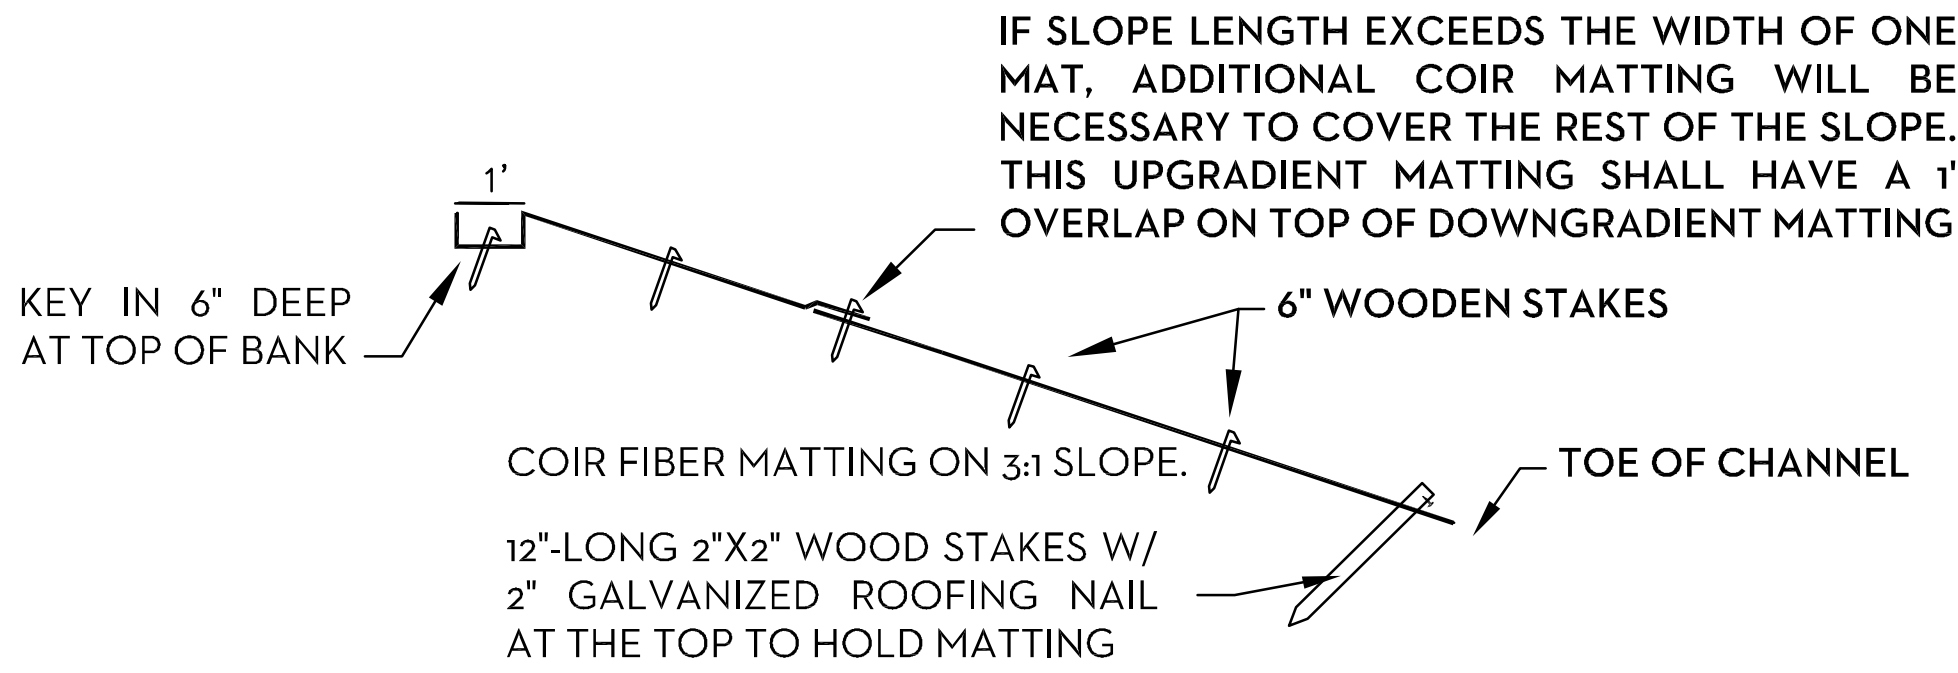 IF SLOPE LENGTH EXCEEDS THE WIDTH OF ONE
MAT, ADDITIONAL COIR MATTING WILL BE
NECESSARY TO COVER THE REST OF THE SLOPE.
THIS UPGRADIENT MATTING SHALL HAVE A 1'
OVERLAP ON TOP OF DOWNGRADIENT MATTING
1'
KEY IN 6" DEEP
AT TOP OF BANK
6" WOODEN STAKES
COIR FIBER MATTING ON 3:1 SLOPE.
TOE OF CHANNEL
12"-LONG 2"X2" WOOD STAKES W/
2" GALVANIZED ROOFING NAIL
AT THE TOP TO HOLD MATTING